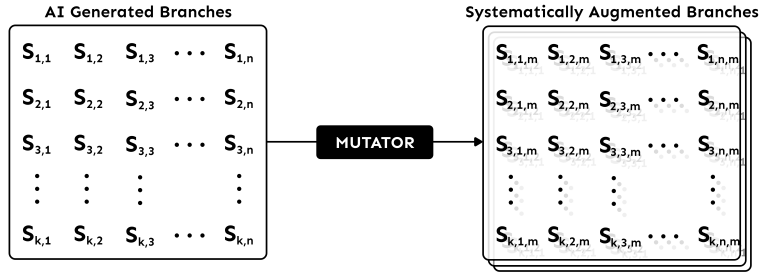 AI Generated Branches
Systematically Augmented Branches
S1,1 S1,2 S1,3 ··· S1,n
S2,1 S2,2 S2,3 ··· S2,n
S3,1 S3,2 S3,3 ··· S3,n
Sk,1 Sk,2 Sk,3 ··· Sk,n
MUTATOR
S1,1,m S1,2,m S1,3,m ··· S1,n,m
S2,1,m S2,2,m S2,3,m ··· S2,n,m
S3,1,m S3,2,m S3,3,m ··· S3,n,m
Sk,1,m Sk,2,m Sk,3,m ··· Sk,n,m